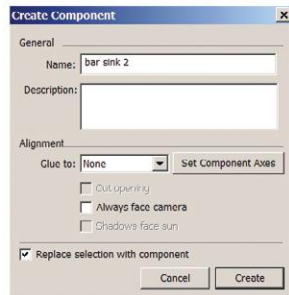 Create Component
General
Name: bar sink 2
Description:
Alignment
Glue to: None Set Component Axes
Cut opening
Always face camera
Shadows face sun
Replace selection with component
Cancel Create